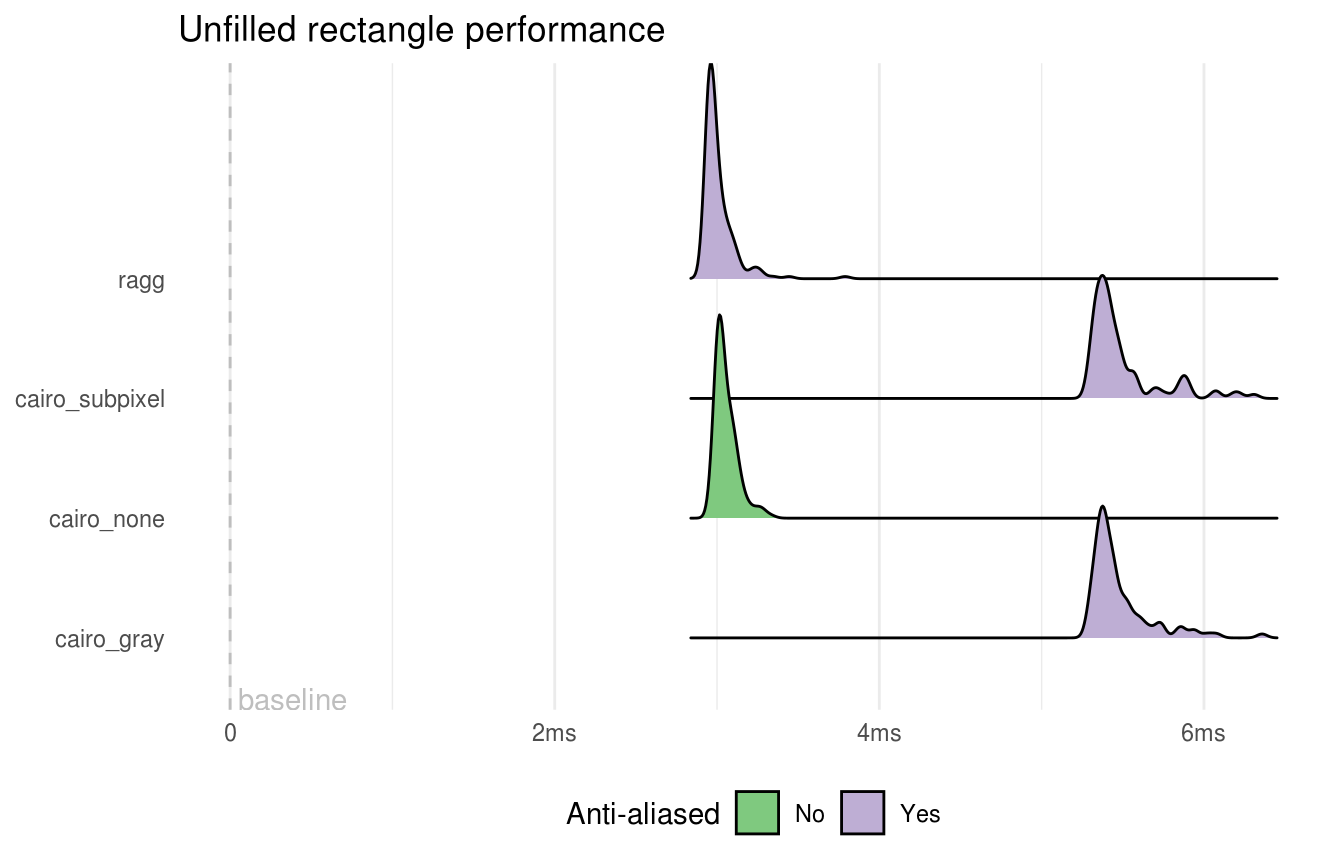 Unfilled rectangle performance
ragg
cairo_subpixel
cairo_none
cairo_gray
baseline
0 2ms 4ms 6ms
Anti-aliased No Yes